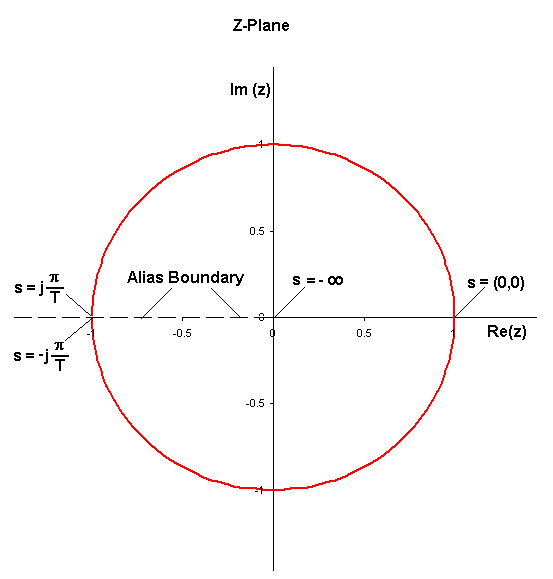 Z-Plane
Im (z)
1
0.5
Alias Boundary
s = - ∞
s = (0,0)
s = j π/T
0
Re(z)
-1
-0.5
0
0.5
1
s = -j π/T
-0.5
-1